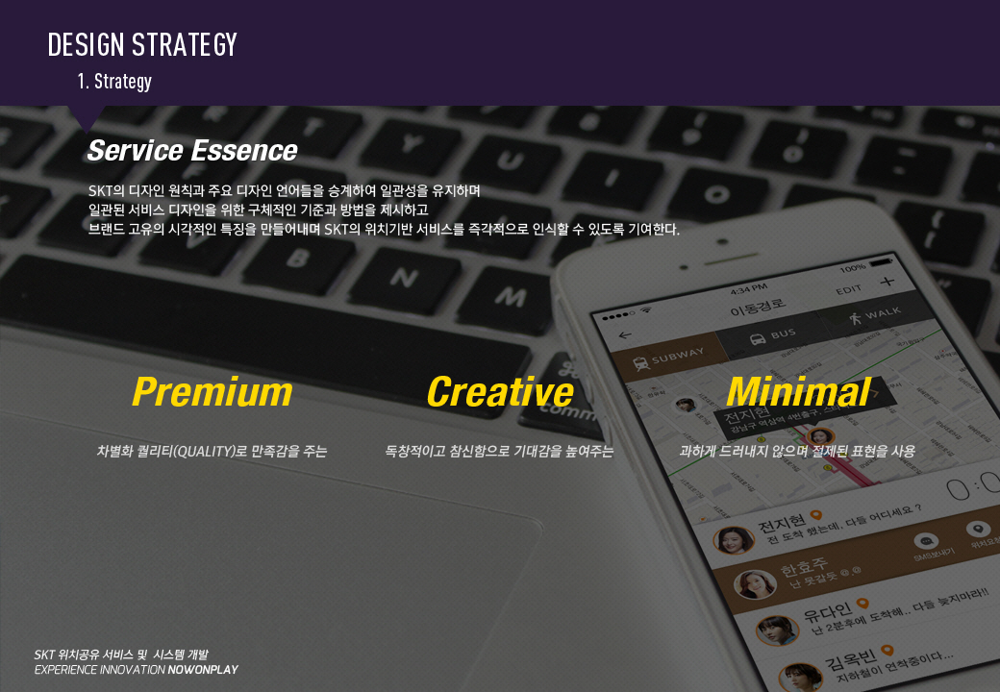 DESIGN STRATEGY
1. Strategy
Service Essence
SKT의 디자인 원칙과 주요 디자인 언어들을 승계하여 일관성을 유지하며
일관된 서비스 디자인을 위한 구체적인 기준과 방법을 제시하고
브랜드 고유의 시각적인 특징을 만들어내며 SKT의 위치기반 서비스를 즉각적으로 인식할 수 있도록 기여한다.
Premium
차별화 퀄리티(QUALITY)로 만족감을 주는
Creative
독창적이고 참신함으로 기대감을 높여주는
Minimal
과하게 드러내지 않으며 절제된 표현을 사용
4:34 PM
100%
이동경로
EDIT
SUBWAY
BUS
WALK
전지현
강남구 역삼역 4번출구,
전지현
전 도착 했는데, 다들 어디세요 ?
한효주
난 못갈듯 @.@
SMS보내기
유다인
난 2분후에 도착해.. 다들 늦지마라!!
김옥빈
지하철이 연착중이다...
R
T
Y
U
I
O
V
B
N
M
SKT 위치공유 서비스 및 시스템 개발
EXPERIENCE INNOVATION NOWONPLAY